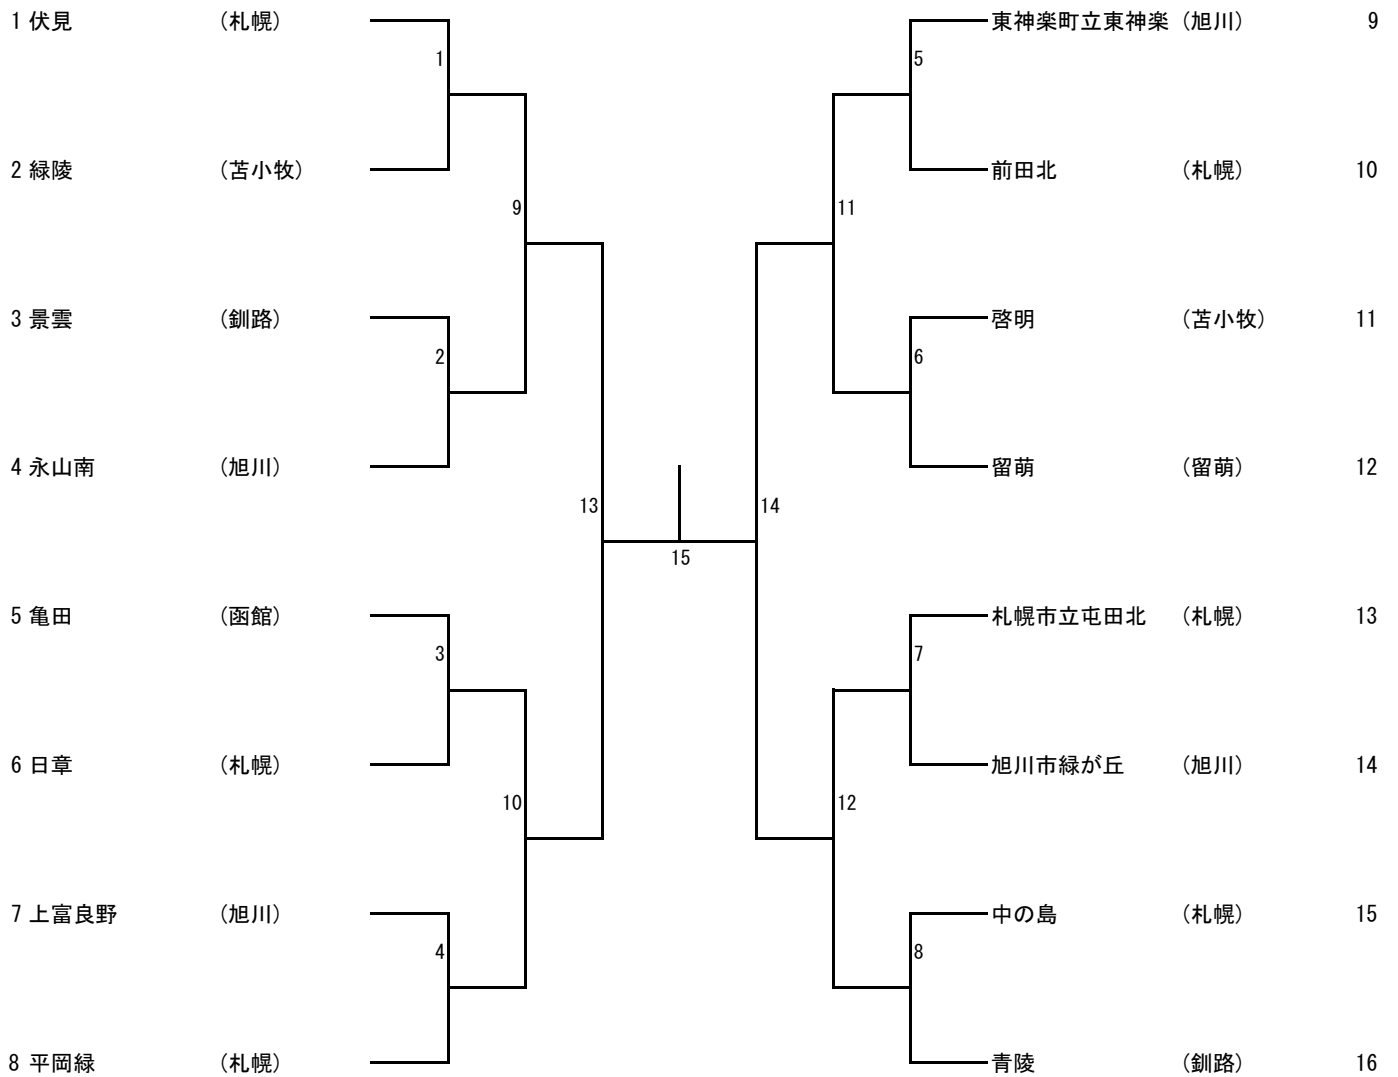 1 伏見 (札幌) 東神楽町立東神楽 (旭川) 9
1 5
2 緑陵 (苫小牧) 前田北 (札幌) 10
9 11
3 景雲 (釧路) 啓明 (苫小牧) 11
2 6
4 永山南 (旭川) 留萌 (留萌) 12
13 14
15
5 亀田 (函館) 札幌市立屯田北 (札幌) 13
3 7
6 日章 (札幌) 旭川市緑が丘 (旭川) 14
10 12
7 上富良野 (旭川) 中の島 (札幌) 15
4 8
8 平岡緑 (札幌) 青陵 (釧路) 16